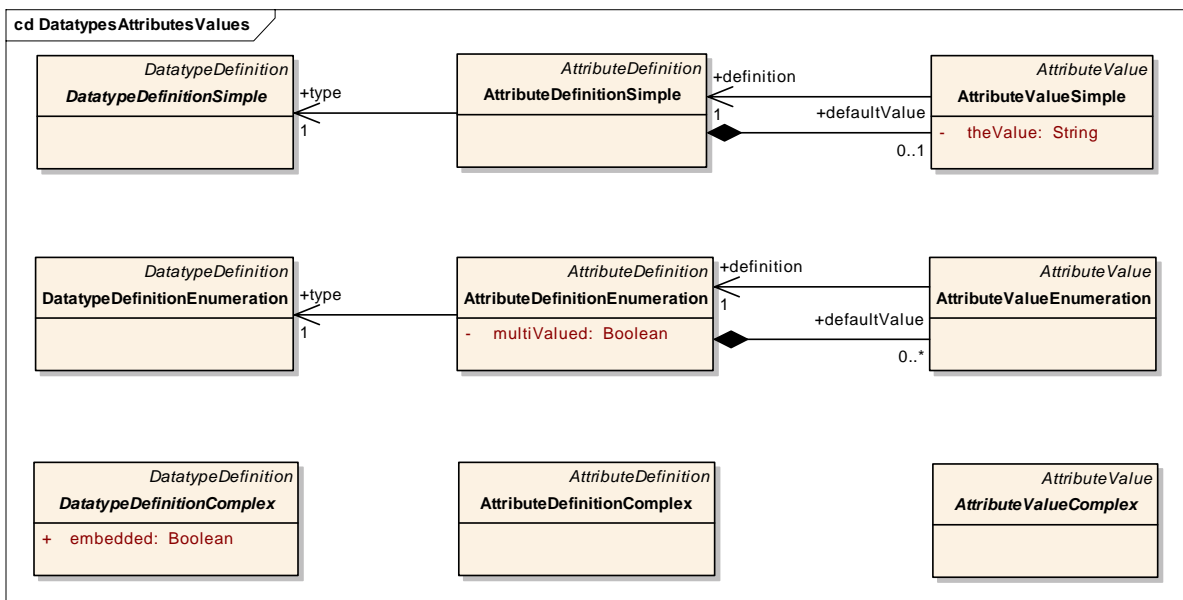 cd DatatypesAttributesValues
DatatypeDefinition
DatatypeDefinitionSimple
+type
1
AttributeDefinition
AttributeDefinitionSimple
+definition
1
+defaultValue
0..1
AttributeValue
AttributeValueSimple
- theValue: String
DatatypeDefinition
DatatypeDefinitionEnumeration
+type
1
AttributeDefinition
AttributeDefinitionEnumeration
- multiValued: Boolean
+definition
1
+defaultValue
0..*
AttributeValue
AttributeValueEnumeration
DatatypeDefinition
DatatypeDefinitionComplex
+ embedded: Boolean
AttributeDefinition
AttributeDefinitionComplex
AttributeValue
AttributeValueComplex